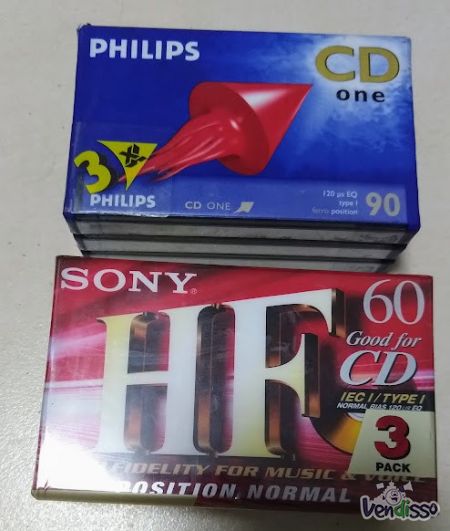 PHILIPS
CD
one
3
PHILIPS
CD ONE
120 µs EQ
type I
ferro position
90
SONY
HF
60
Good for
CD
IEC I / TYPE I
NORMAL BIAS 120 µs EQ
3
PACK
FIDELITY FOR MUSIC & VOICE
POSITION, NORMAL
Vendisso